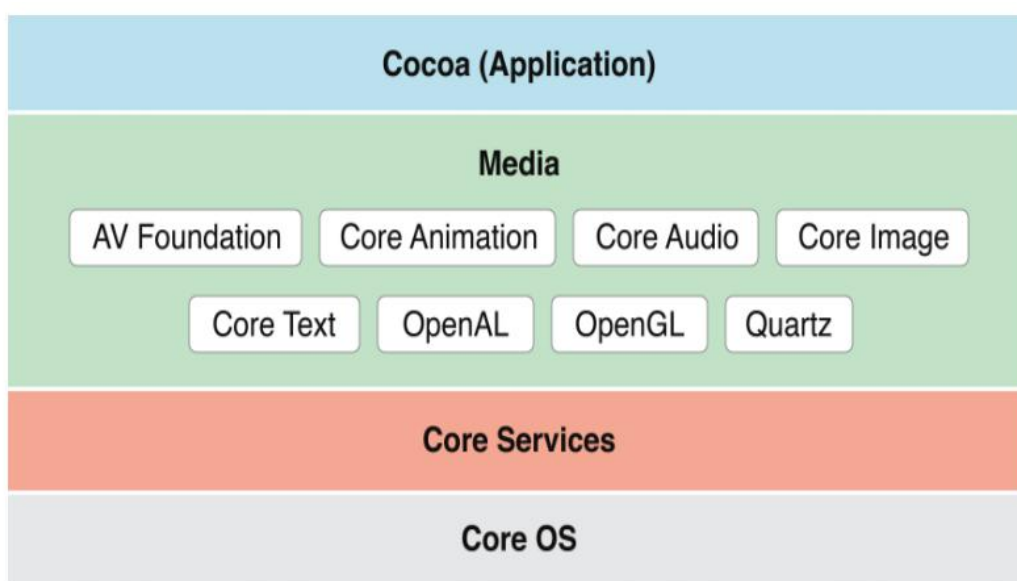 Cocoa (Application)
Media
AV Foundation Core Animation Core Audio Core Image
Core Text OpenAL OpenGL Quartz
Core Services
Core OS